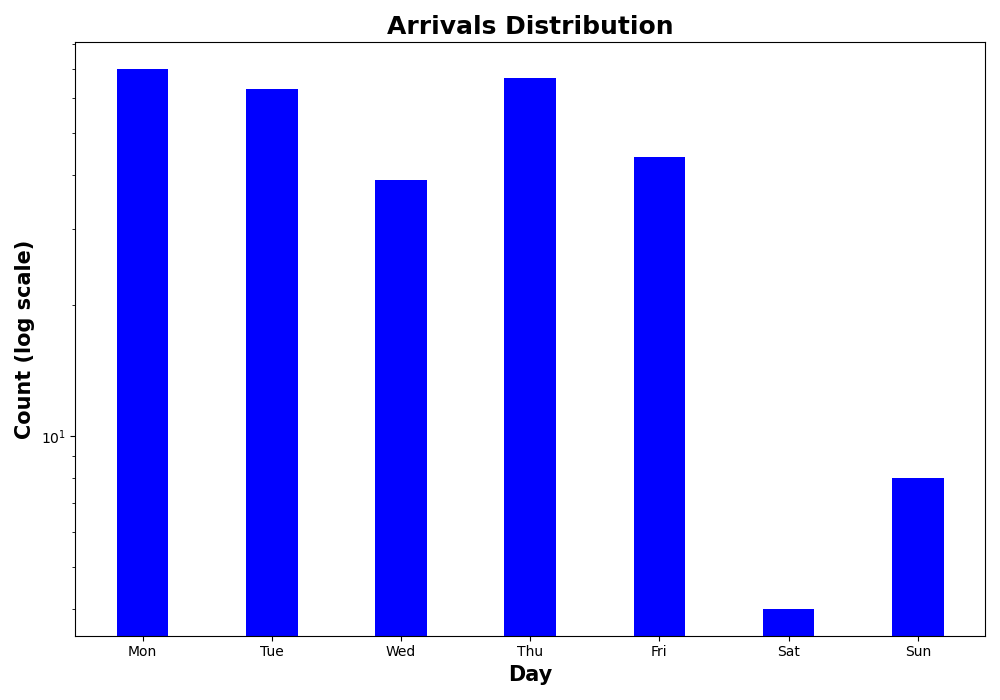 Arrivals Distribution
Count (log scale)
10¹
Mon Tue Wed Thu Fri Sat Sun
Day